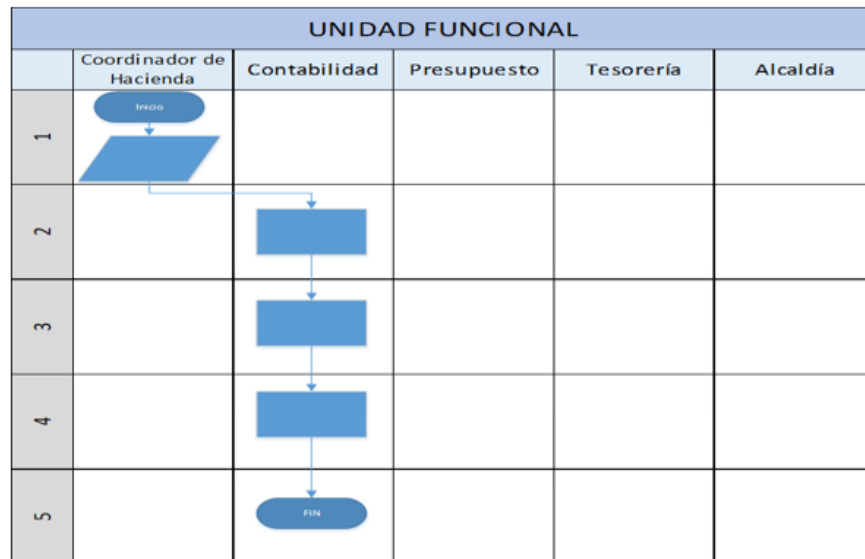 UNIDAD FUNCIONAL
Coordinador de
Hacienda
Contabilidad
Presupuesto
Tesorería
Alcaldía
1
Inicio
2
3
4
5
FIN